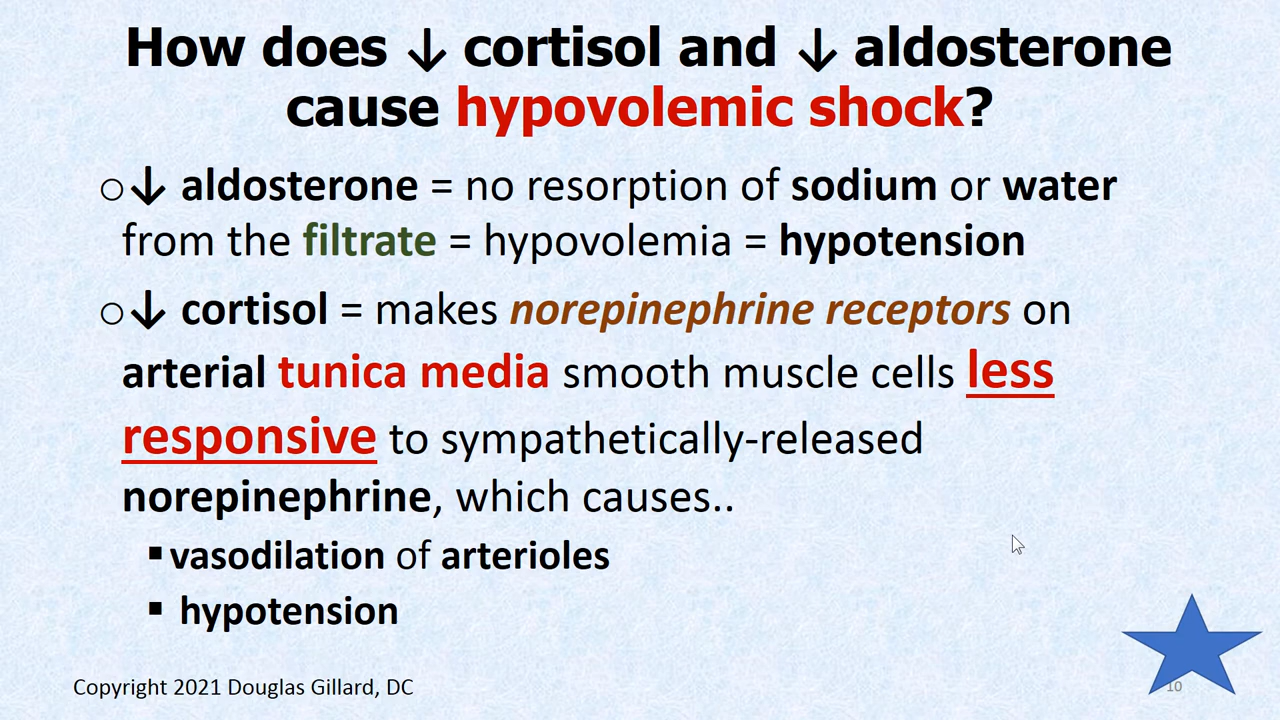 How does ↓ cortisol and ↓ aldosterone
cause hypovolemic shock?
○↓ aldosterone = no resorption of sodium or water
from the filtrate = hypovolemia = hypotension
○↓ cortisol = makes norepinephrine receptors on
arterial tunica media smooth muscle cells less
responsive to sympathetically-released
norepinephrine, which causes..
▪vasodilation of arterioles
▪ hypotension
Copyright 2021 Douglas Gillard, DC
10